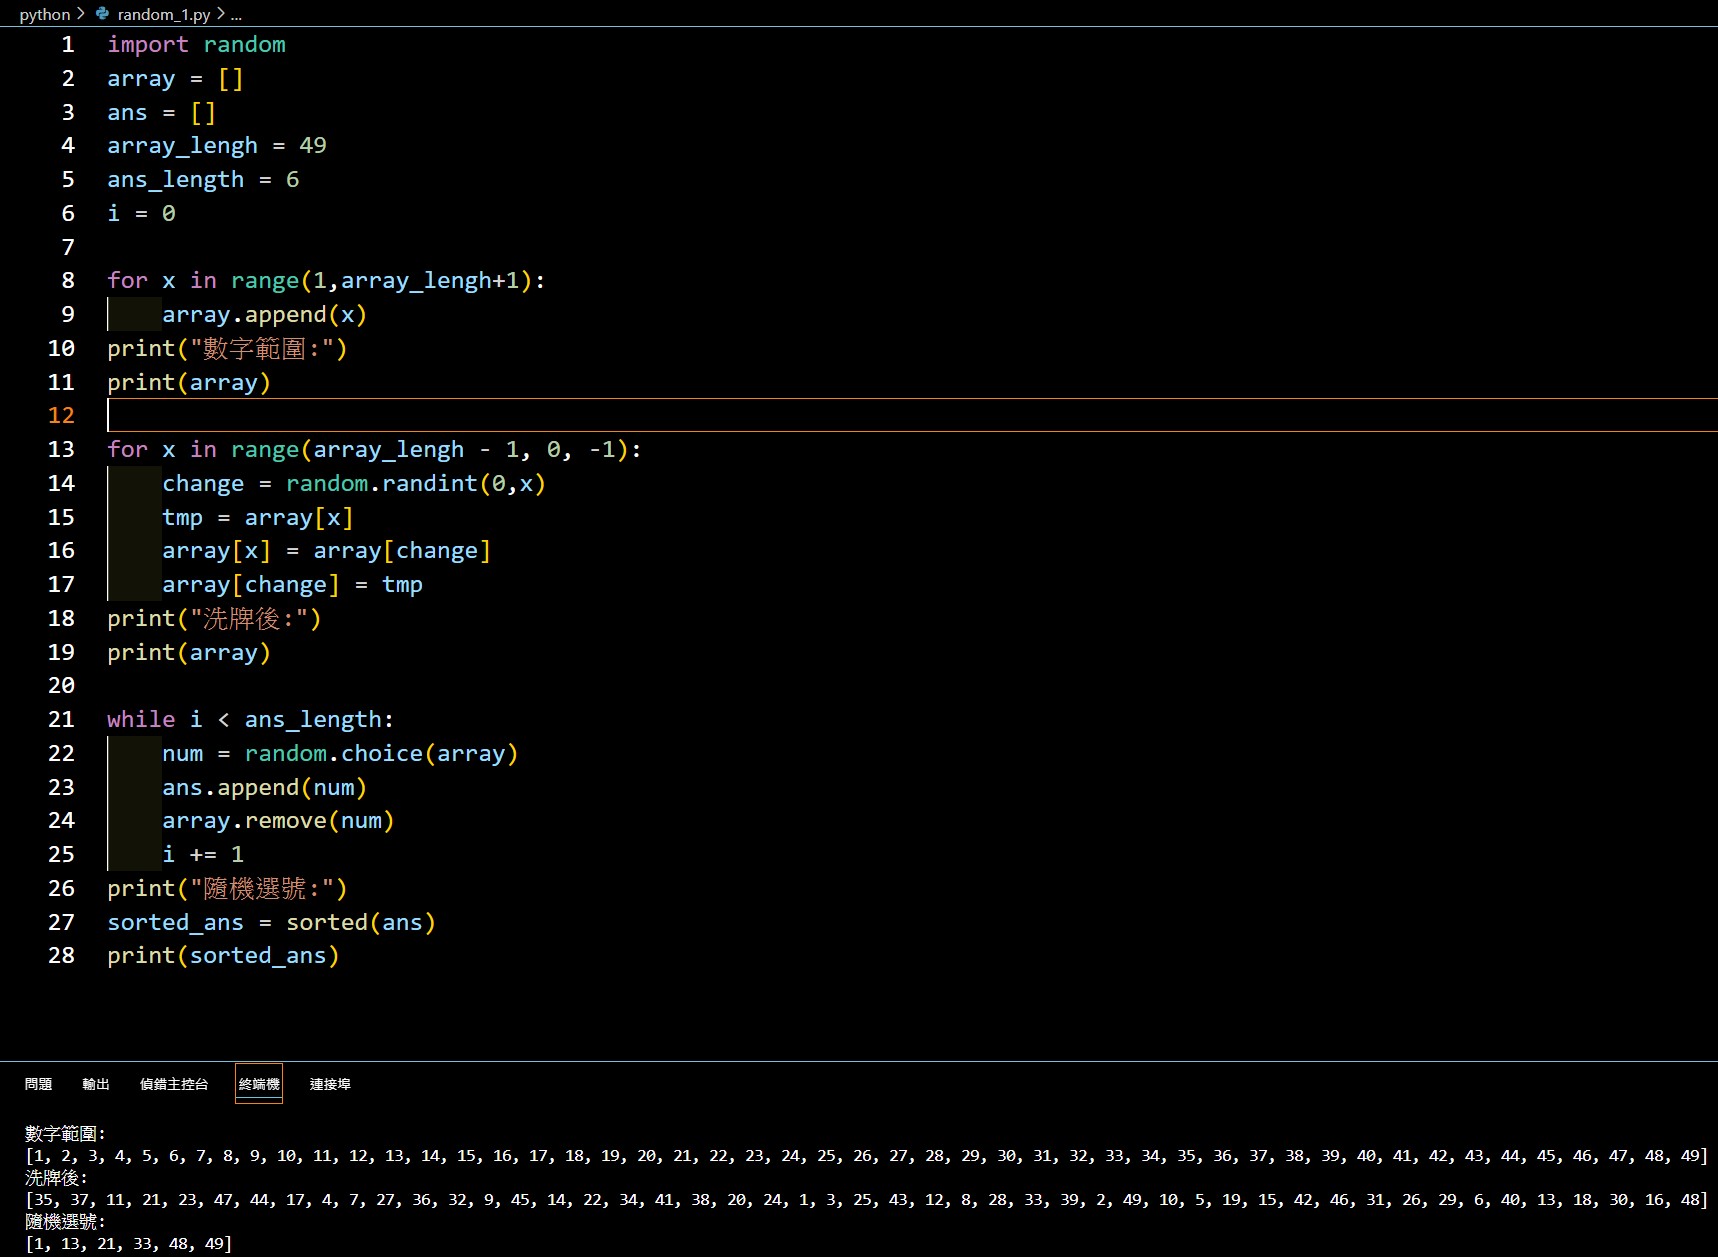 python > random_1.py > ...
1 import random
2 array = []
3 ans = []
4 array_lengh = 49
5 ans_length = 6
6 i = 0
7
8 for x in range(1,array_lengh+1):
9     array.append(x)
10 print("數字範圍:")
11 print(array)
12
13 for x in range(array_lengh - 1, 0, -1):
14     change = random.randint(0,x)
15     tmp = array[x]
16     array[x] = array[change]
17     array[change] = tmp
18 print("洗牌後:")
19 print(array)
20
21 while i < ans_length:
22     num = random.choice(array)
23     ans.append(num)
24     array.remove(num)
25     i += 1
26 print("隨機選號:")
27 sorted_ans = sorted(ans)
28 print(sorted_ans)
問題 輸出 偵錯主控台 終端機 連接埠
數字範圍:
[1, 2, 3, 4, 5, 6, 7, 8, 9, 10, 11, 12, 13, 14, 15, 16, 17, 18, 19, 20, 21, 22, 23, 24, 25, 26, 27, 28, 29, 30, 31, 32, 33, 34, 35, 36, 37, 38, 39, 40, 41, 42, 43, 44, 45, 46, 47, 48, 49]
洗牌後:
[35, 37, 11, 21, 23, 47, 44, 17, 4, 7, 27, 36, 32, 9, 45, 14, 22, 34, 41, 38, 20, 24, 1, 3, 25, 43, 12, 8, 28, 33, 39, 2, 49, 10, 5, 19, 15, 42, 46, 31, 26, 29, 6, 40, 13, 18, 30, 16, 48]
隨機選號:
[1, 13, 21, 33, 48, 49]